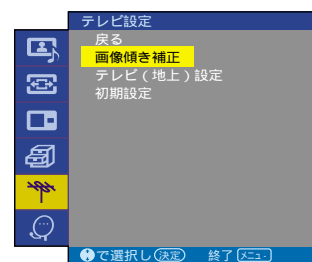 テレビ設定
戻る
画像傾き補正
テレビ(地上)設定
初期設定
で選択し 決定 終了 メニュー